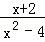 x+2
x² − 4